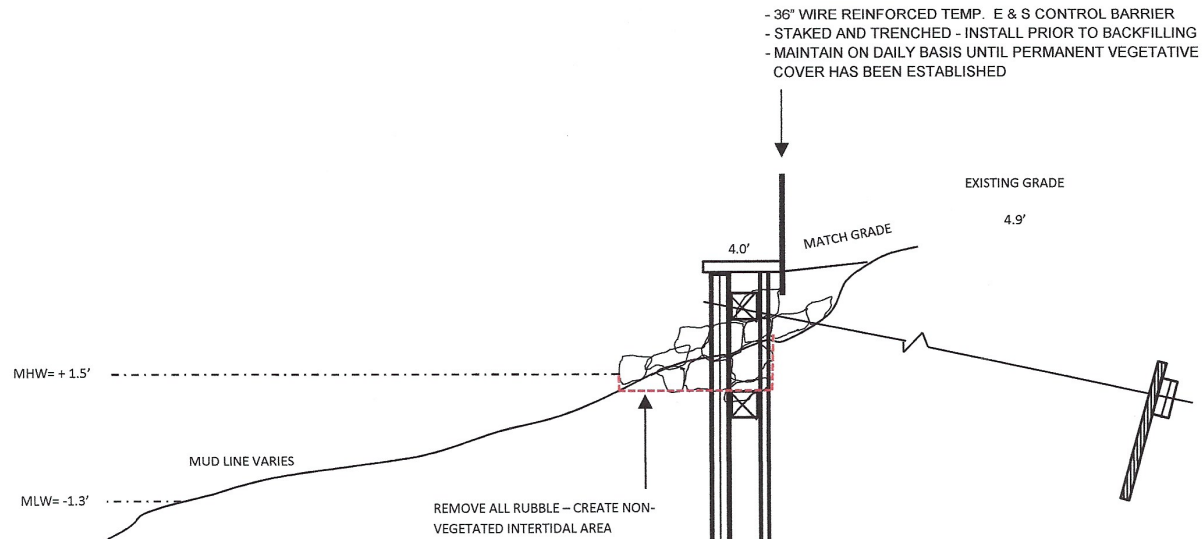 - 36" WIRE REINFORCED TEMP. E & S CONTROL BARRIER
- STAKED AND TRENCHED - INSTALL PRIOR TO BACKFILLING
- MAINTAIN ON DAILY BASIS UNTIL PERMANENT VEGETATIVE
COVER HAS BEEN ESTABLISHED
EXISTING GRADE
4.9'
MATCH GRADE
4.0'
MHW= + 1.5'
MUD LINE VARIES
MLW= -1.3'
REMOVE ALL RUBBLE – CREATE NON-
VEGETATED INTERTIDAL AREA